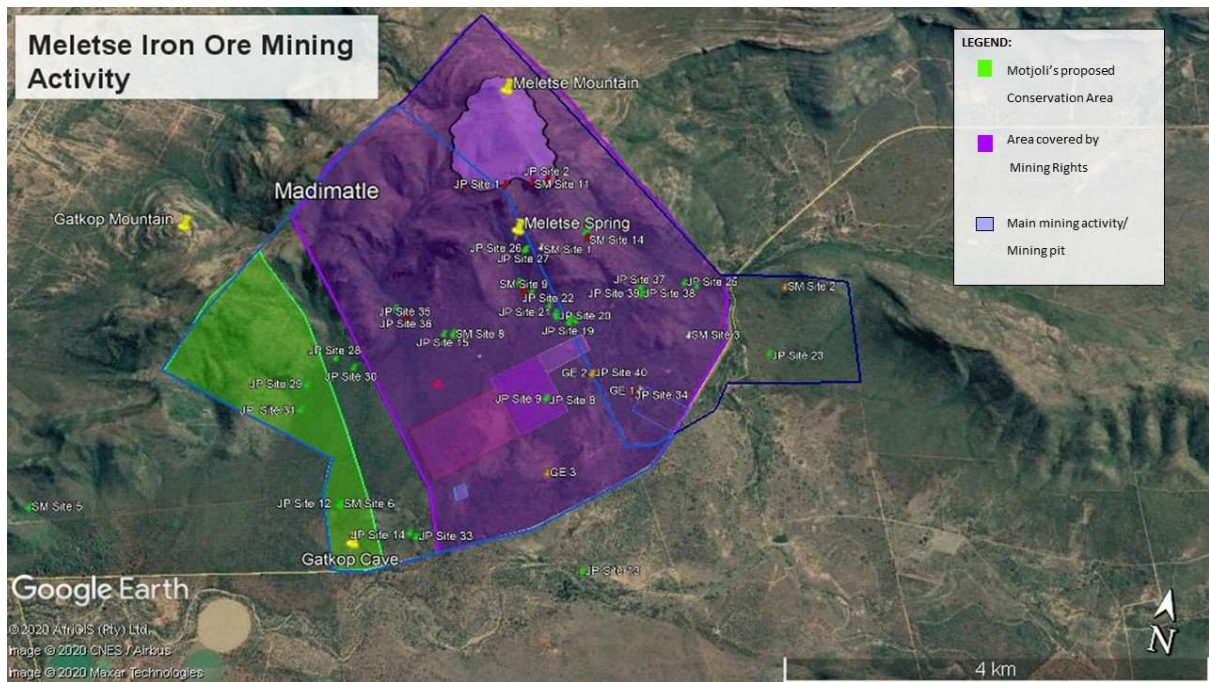 Meletse Iron Ore Mining
Activity
LEGEND:
Motjoli's proposed
Conservation Area
Area covered by
Mining Rights
Main mining activity/
Mining pit
Meletse Mountain
JP Site 2
JP Site 1
SM Site 11
Madimatle
Gatkop Mountain
Meletse Spring
SM Site 14
JP Site 26
SM Site 1
JP Site 27
SM Site 9
JP Site 37
JP Site 25
SM Site 2
JP Site 39
JP Site 38
JP Site 22
JP Site 35
JP Site 21
JP Site 20
JP Site 36
JP Site 19
SM Site 8
SM Site 3
JP Site 15
JP Site 28
JP Site 23
JP Site 30
GE 2
JP Site 40
JP Site 29
GE 1
JP Site 34
JP Site 9
JP Site 8
JP Site 31
GE 3
JP Site 12
SM Site 6
SM Site 5
JP Site 14
JP Site 33
Gatkop Cave
JP Site 13
Google Earth
© 2020 AfriGIS (Pty) Ltd.
Image © 2020 CNES / Airbus
Image © 2020 Maxar Technologies
4 km
N